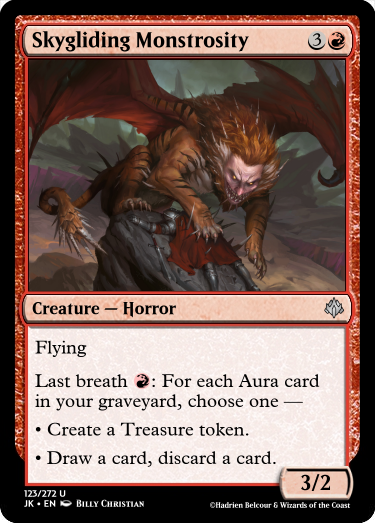 Skygliding Monstrosity 3
Creature — Horror
Flying
Last breath : For each Aura card
in your graveyard, choose one —
• Create a Treasure token.
• Draw a card, discard a card.
3/2
123/272 U
JK • EN Billy Christian
©Hadrien Belcour & Wizards of the Coast